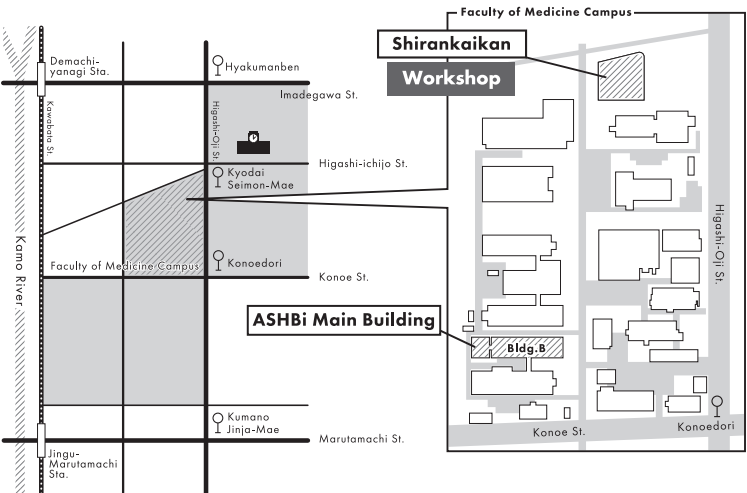 Faculty of Medicine Campus
Shirankaikan
Workshop
Demachi-
yanagi Sta.
Hyakumanben
Imadegawa St.
Kawabata St.
Higashi-Oji St.
Higashi-ichijo St.
Kyodai
Seimon-Mae
Kamo River
Faculty of Medicine Campus
Konoedori
Konoe St.
Higashi-Oji St.
ASHBi Main Building
Bldg.B
Kumano
Jinja-Mae
Marutamachi St.
Jingu-
Marutamachi
Sta.
Konoe St.
Konoedori